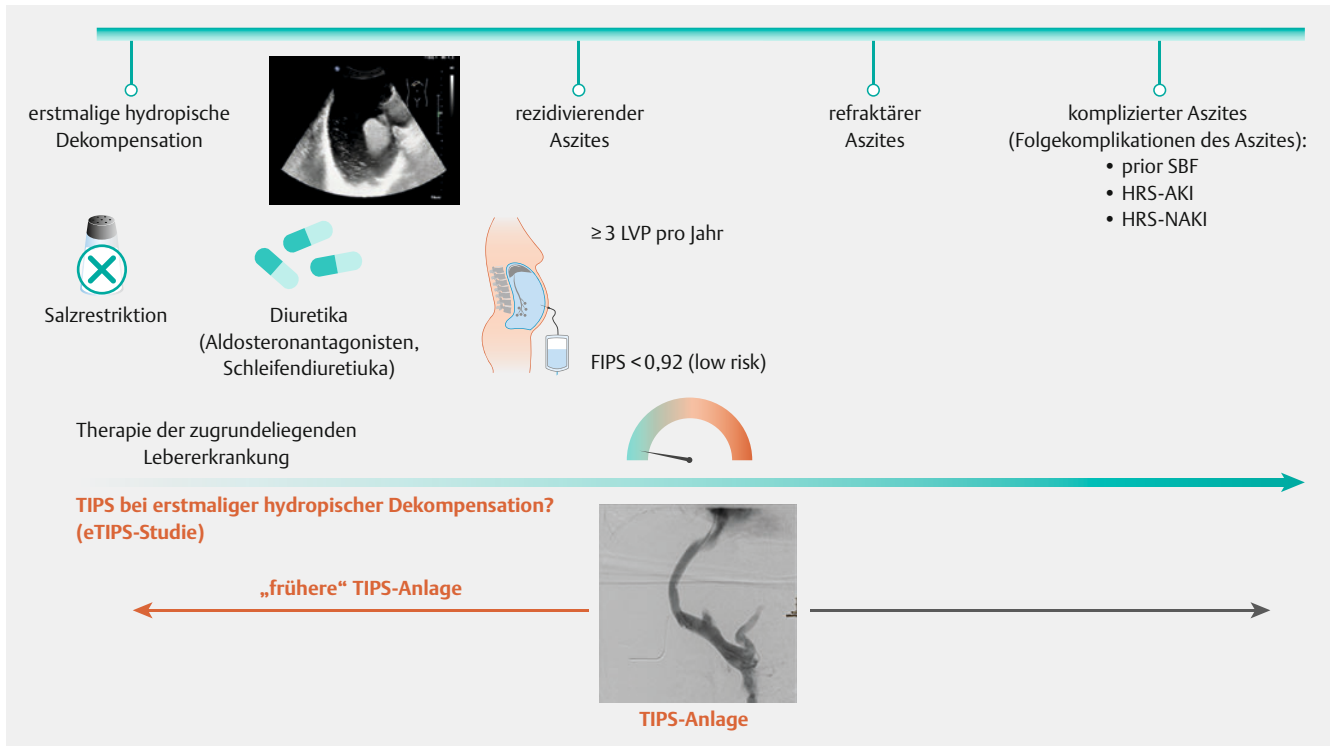 erstmalige hydropische
Dekompensation
rezidivierender
Aszites
refraktärer
Aszites
komplizierter Aszites
(Folgekomplikationen des Aszites):
• prior SBF
• HRS-AKI
• HRS-NAKI
Salzrestriktion
Diuretika
(Aldosteronantagonisten,
Schleifendiuretiuka)
≥ 3 LVP pro Jahr
FIPS < 0,92 (low risk)
Therapie der zugrundeliegenden
Lebererkrankung
TIPS bei erstmaliger hydropischer Dekompensation?
(eTIPS-Studie)
„frühere“ TIPS-Anlage
TIPS-Anlage